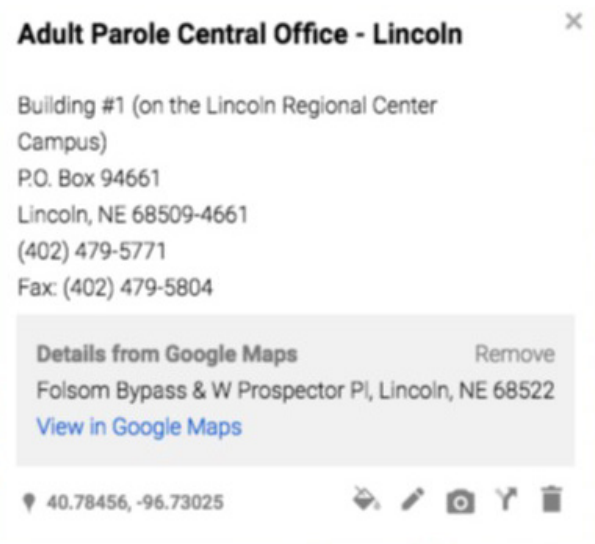 Adult Parole Central Office - Lincoln
Building #1 (on the Lincoln Regional Center
Campus)
P.O. Box 94661
Lincoln, NE 68509-4661
(402) 479-5771
Fax: (402) 479-5804
Details from Google Maps Remove
Folsom Bypass & W Prospector Pl, Lincoln, NE 68522
View in Google Maps
40.78456, -96.73025